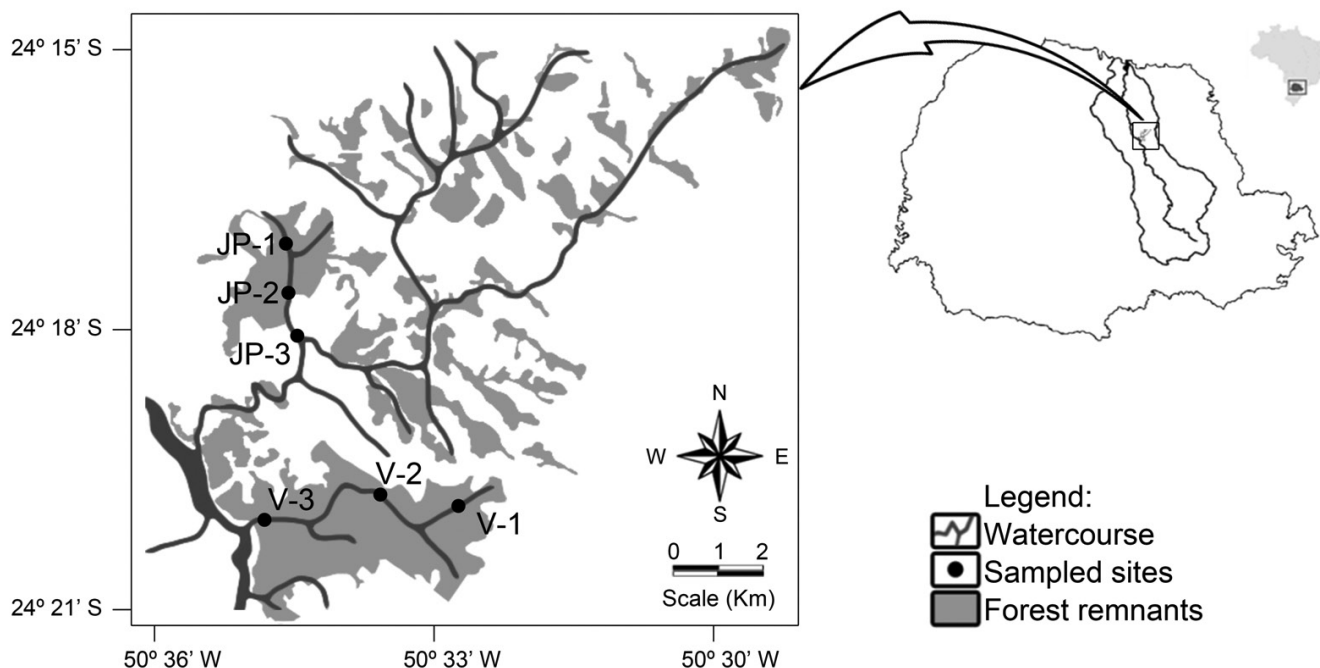 24º 15' S
24º 18' S
24º 21' S
50º 36' W
50º 33' W
50º 30' W
JP-1
JP-2
JP-3
V-2
V-3
V-1
N
W E
S
0 1 2
Scale (Km)
Legend:
Watercourse
Sampled sites
Forest remnants